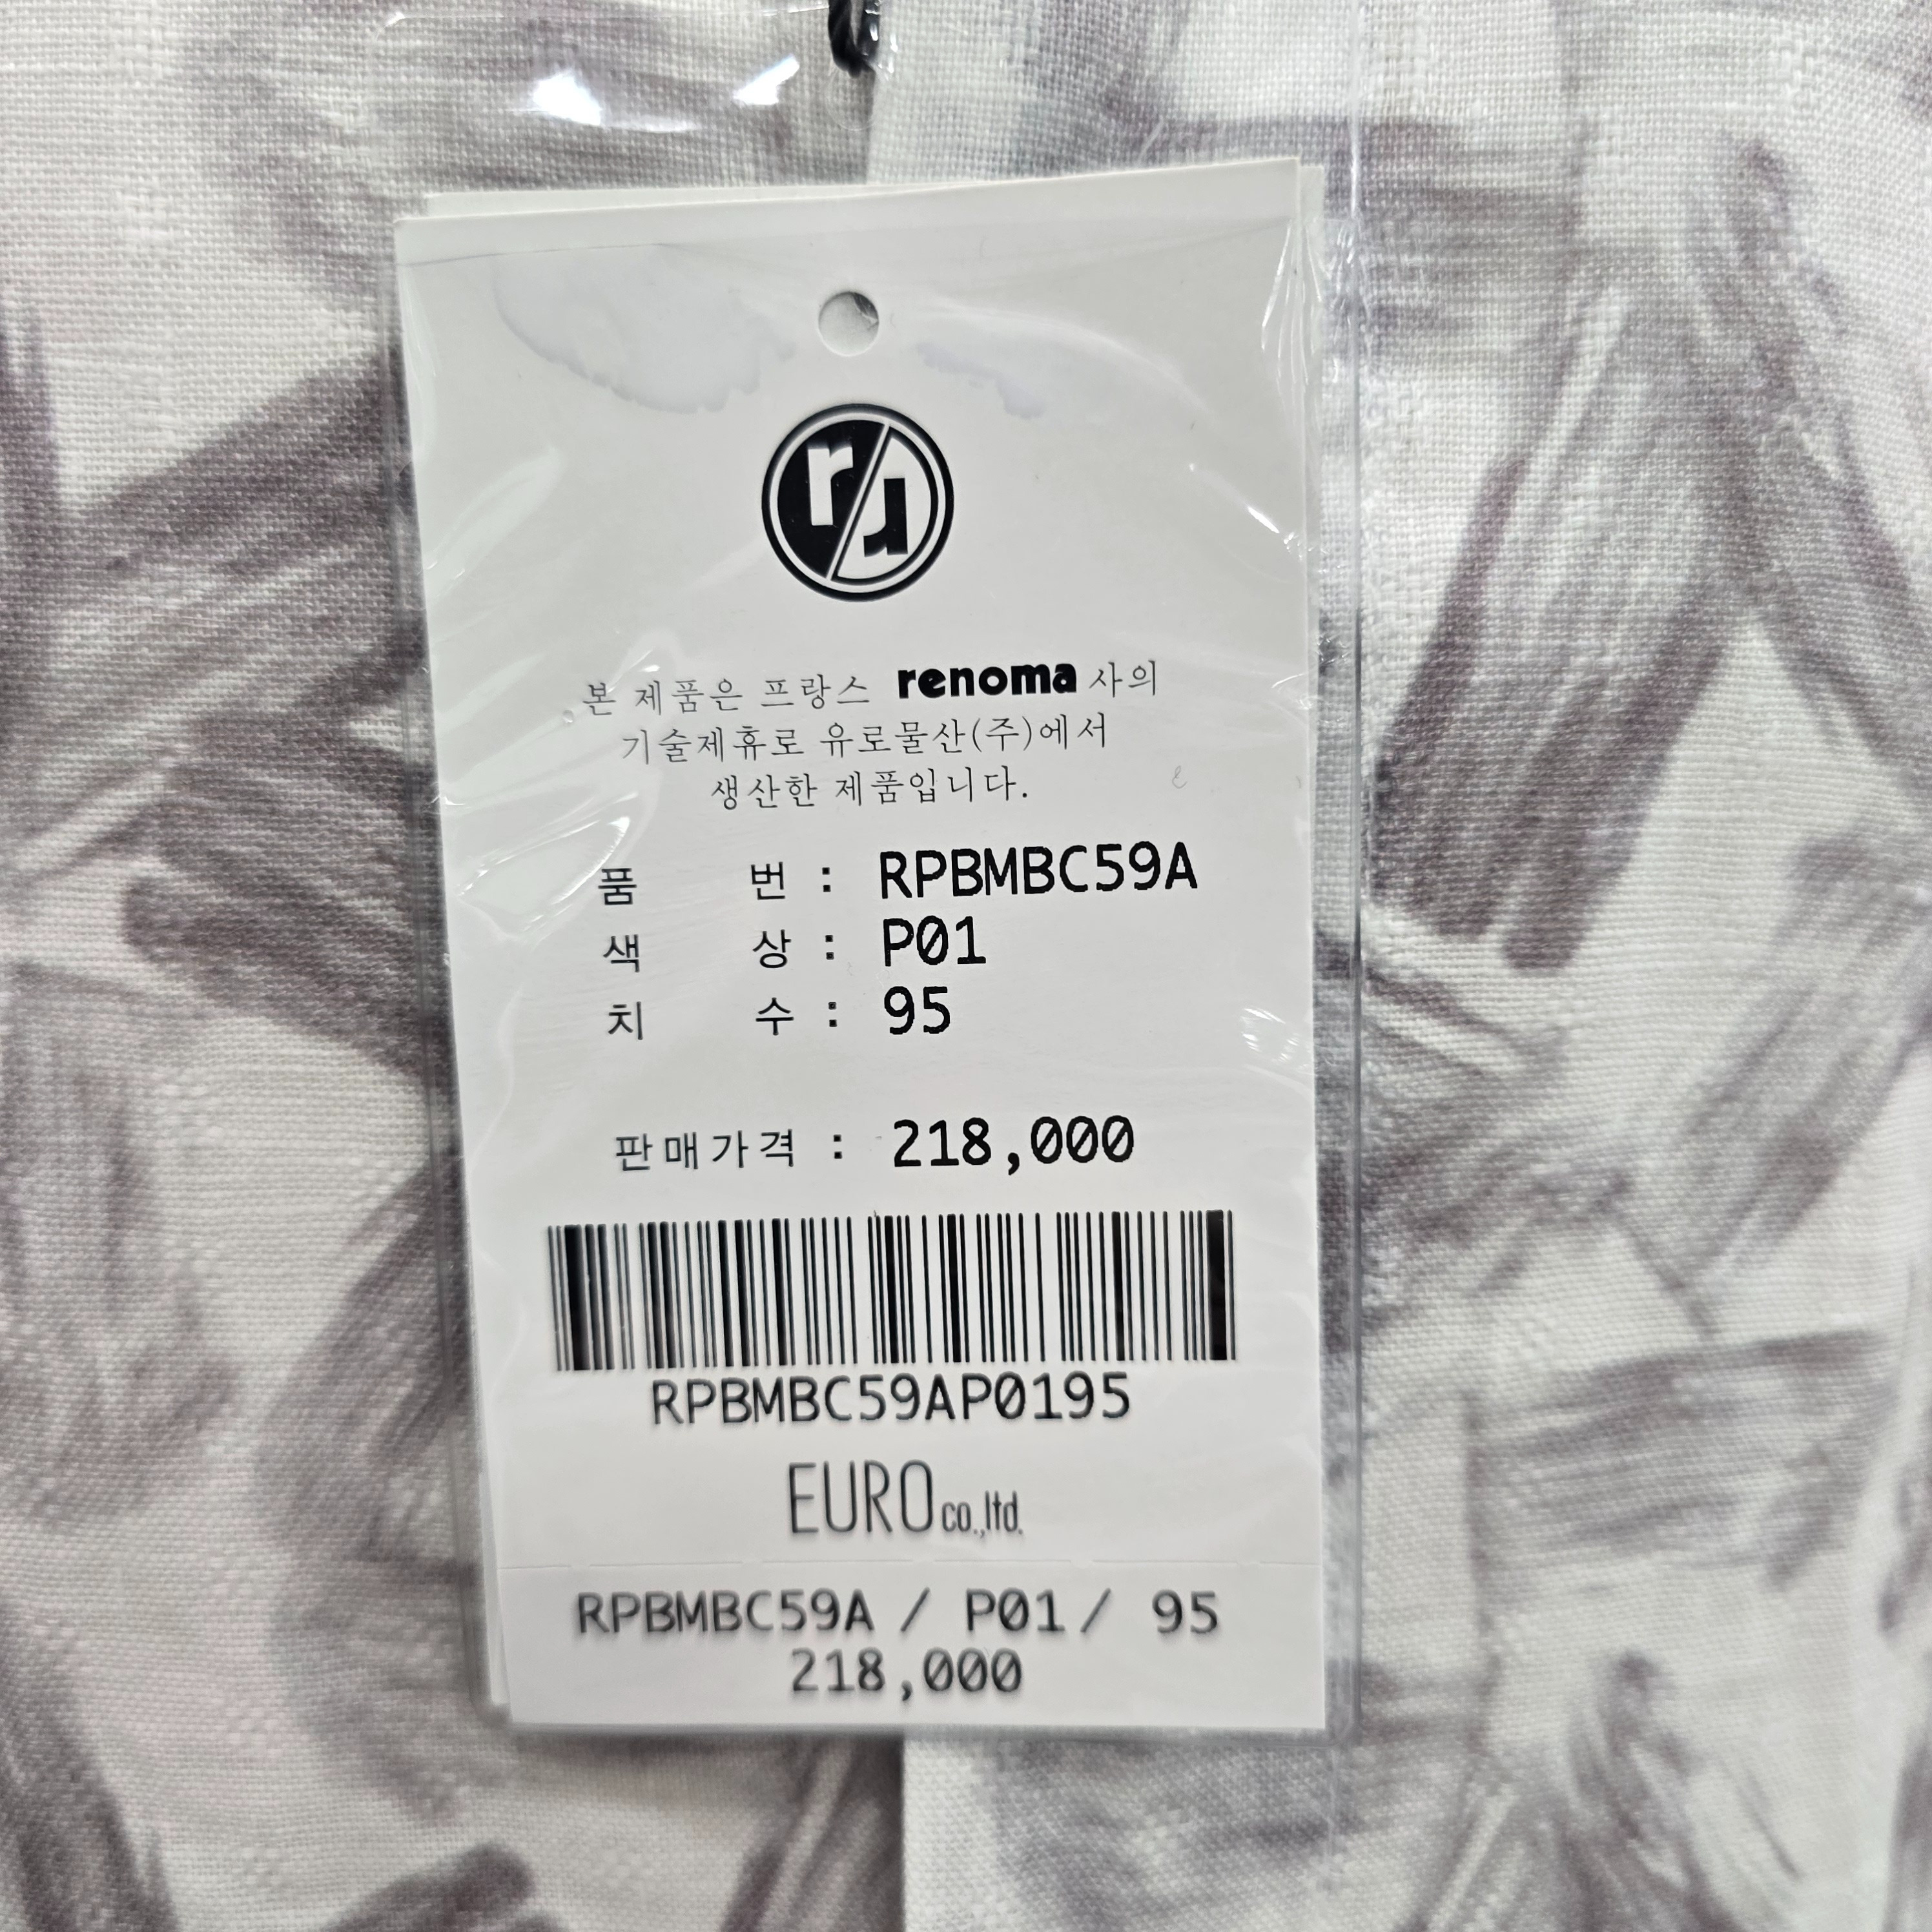 본 제품은 프랑스 renoma 사의
기술제휴로 유로물산(주)에서
생산한 제품입니다.
품 번 : RPBMBC59A
색 상 : P01
치 수 : 95
판매가격 : 218,000
RPBMBC59AP0195
EURO co.,ltd.
RPBMBC59A / P01 / 95
218,000